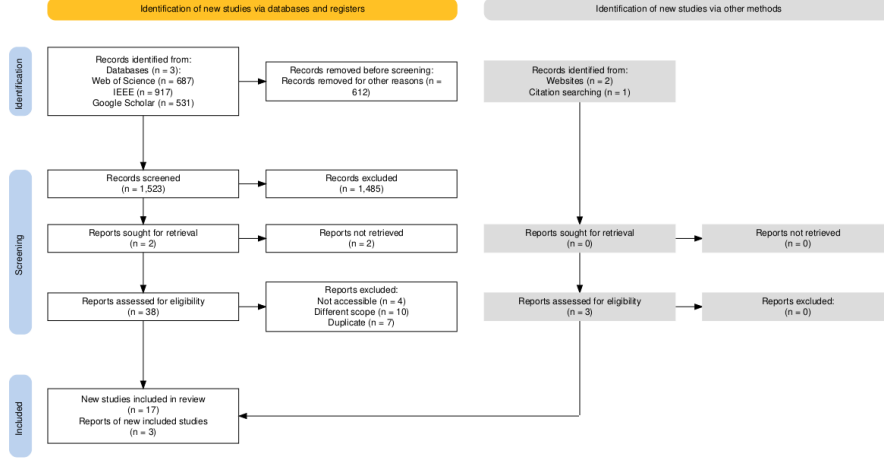 Identification of new studies via databases and registers
Identification of new studies via other methods
Identification
Records identified from:
Databases (n = 3):
Web of Science (n = 687)
IEEE (n = 917)
Google Scholar (n = 531)
Records removed before screening:
Records removed for other reasons (n =
612)
Records identified from:
Websites (n = 2)
Citation searching (n = 1)
Screening
Records screened
(n = 1,523)
Records excluded
(n = 1,485)
Reports sought for retrieval
(n = 2)
Reports not retrieved
(n = 2)
Reports sought for retrieval
(n = 0)
Reports not retrieved
(n = 0)
Reports assessed for eligibility
(n = 38)
Reports excluded:
Not accessible (n = 4)
Different scope (n = 10)
Duplicate (n = 7)
Reports assessed for eligibility
(n = 3)
Reports excluded:
(n = 0)
Included
New studies included in review
(n = 17)
Reports of new included studies
(n = 3)